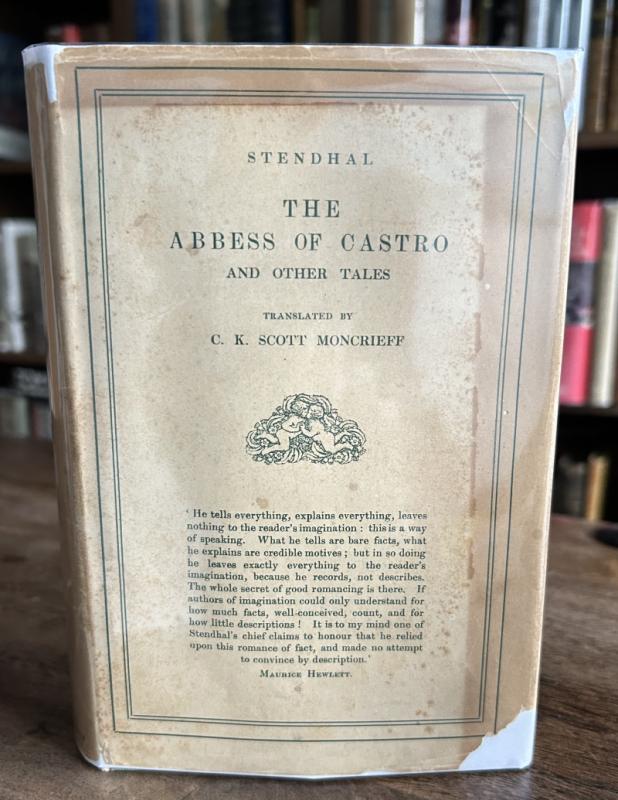 STENDHAL
THE
ABBESS OF CASTRO
AND OTHER TALES
TRANSLATED BY
C. K. SCOTT MONCRIEFF
‘ He tells everything, explains everything, leaves
nothing to the reader's imagination : this is a way
of speaking. What he tells are bare facts, what
he explains are credible motives ; but in so doing
he leaves exactly everything to the reader's
imagination, because he records, not describes.
The whole secret of good romancing is there. If
authors of imagination could only understand for
how much facts, well-conceived, count, and for
how little descriptions ! It is to my mind one of
Stendhal's chief claims to honour that he relied
upon this romance of fact, and made no attempt
to convince by description.’
MAURICE HEWLETT.